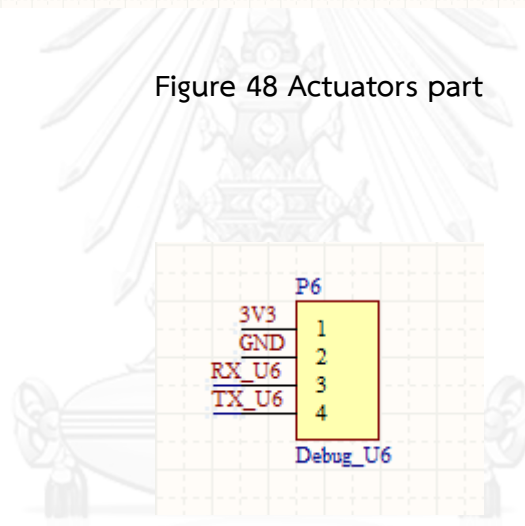 Figure 48 Actuators part
P6
3V3 1
GND 2
RX_U6 3
TX_U6 4
Debug_U6